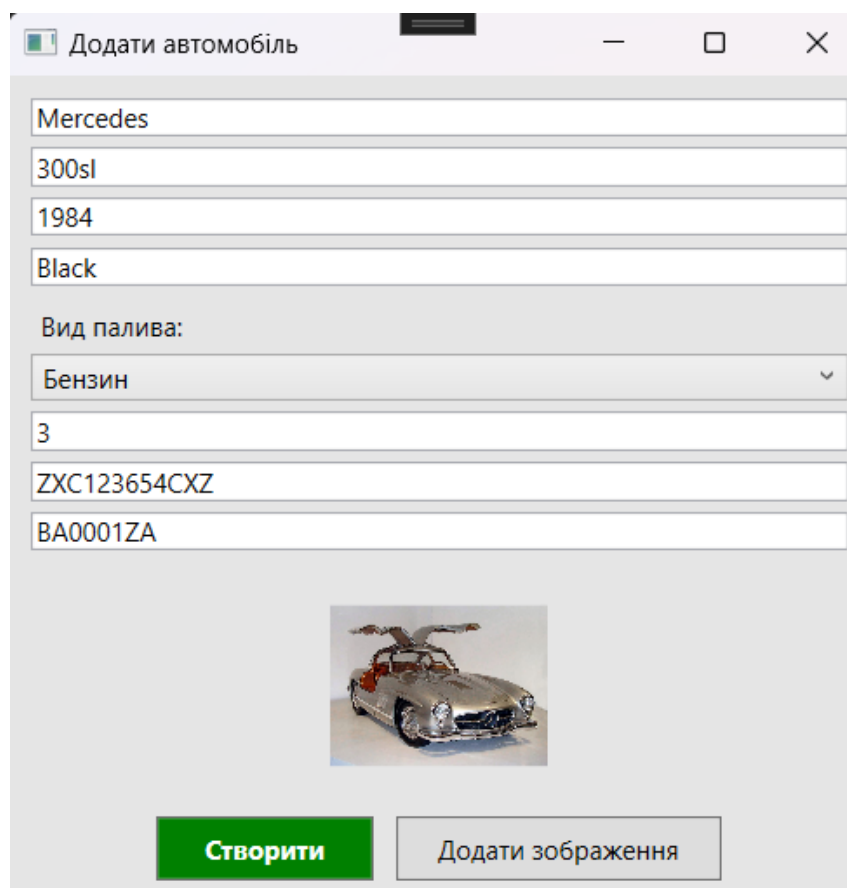 Додати автомобіль
Mercedes
300sl
1984
Black
Вид палива:
Бензин
3
ZXC123654CXZ
BA0001ZA
Створити
Додати зображення